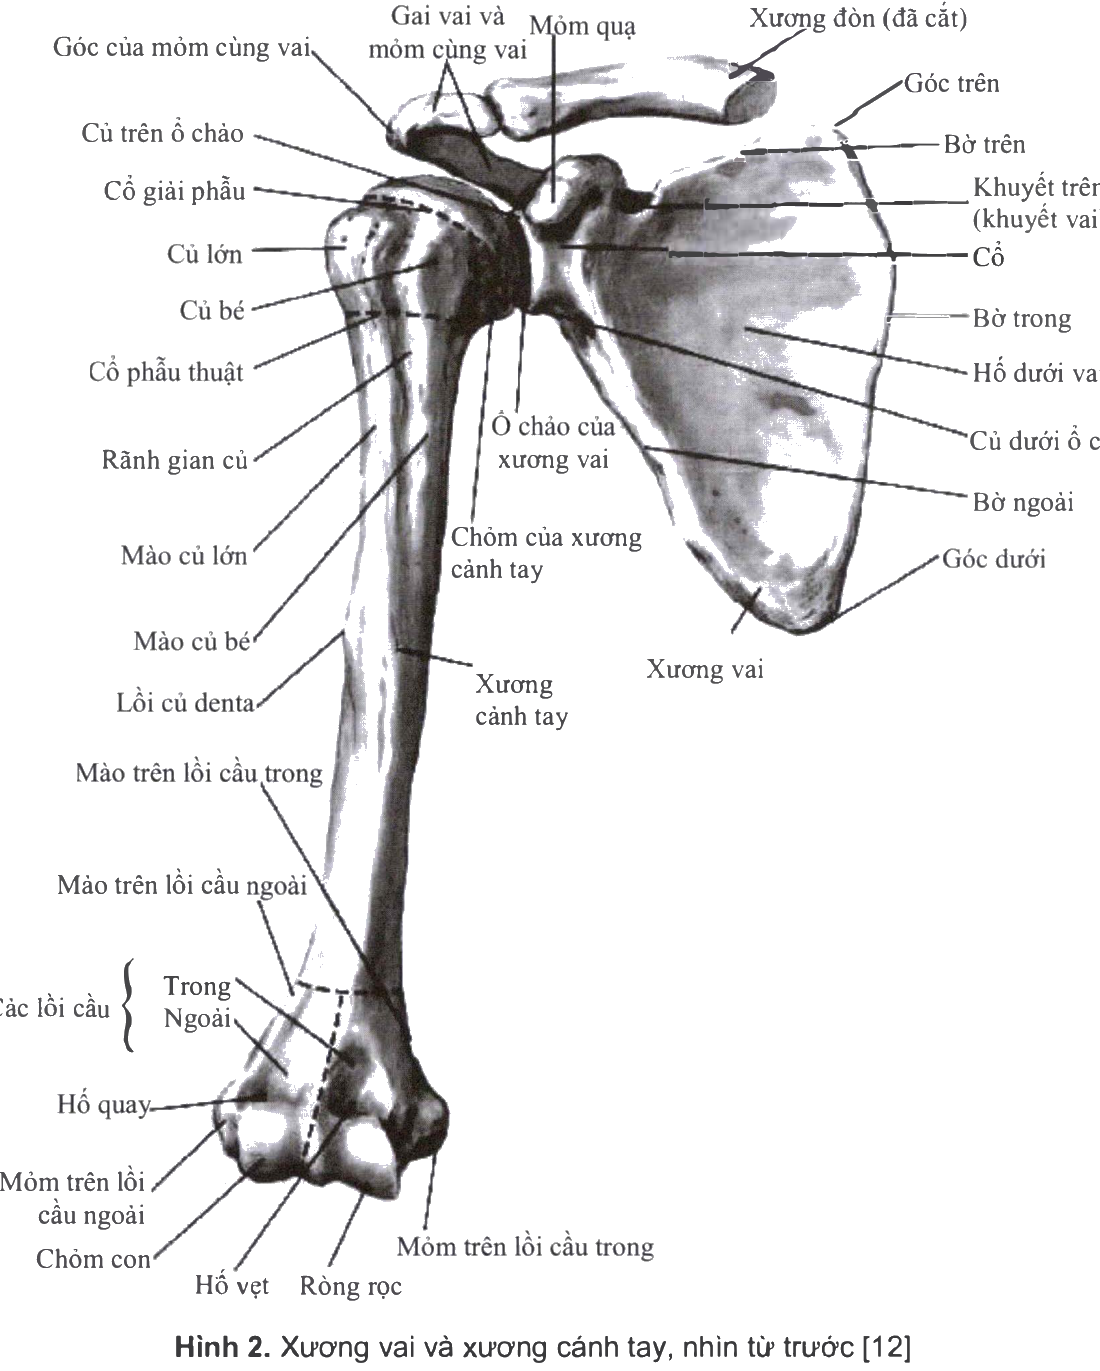 Gai vai và
mỏm cùng vai
Mỏm quạ
Xương đòn (đã cắt)
Góc của mỏm cùng vai
Góc trên
Củ trên ổ chảo
Bờ trên
Cổ giải phẫu
Khuyết trên
(khuyết vai
Củ lớn
Cổ
Củ bé
Bờ trong
Cổ phẫu thuật
Hố dưới va
Ổ chảo của
xương vai
Củ dưới ổ c
Rãnh gian củ
Bờ ngoài
Chỏm của xương
cánh tay
Mào củ lớn
Góc dưới
Mào củ bé
Xương vai
Xương
cánh tay
Lồi củ denta
Mào trên lồi cầu trong
Mào trên lồi cầu ngoài
Các lồi cầu
Trong
Ngoài
Hố quay
Mỏm trên lồi
cầu ngoài
Chỏm con
Hố vẹt
Ròng rọc
Mỏm trên lồi cầu trong
Hình 2. Xương vai và xương cánh tay, nhìn từ trước [12]